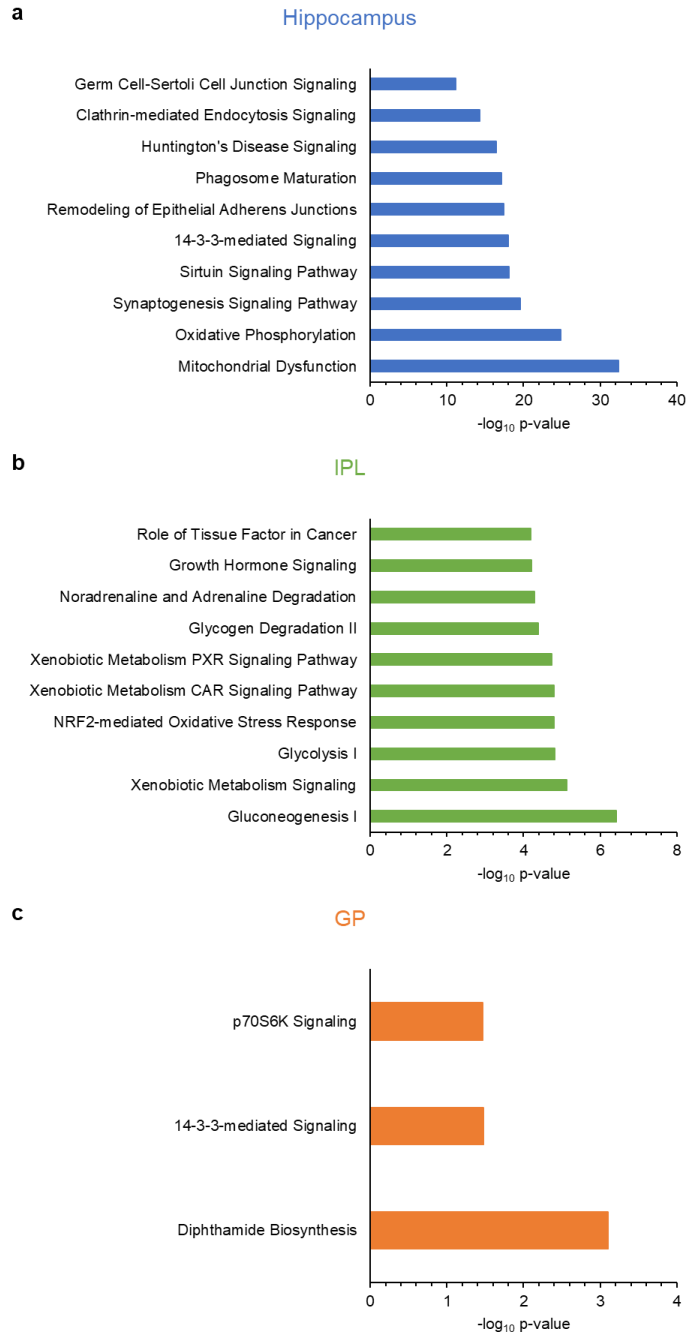 a
Hippocampus
Germ Cell-Sertoli Cell Junction Signaling
Clathrin-mediated Endocytosis Signaling
Huntington's Disease Signaling
Phagosome Maturation
Remodeling of Epithelial Adherens Junctions
14-3-3-mediated Signaling
Sirtuin Signaling Pathway
Synaptogenesis Signaling Pathway
Oxidative Phosphorylation
Mitochondrial Dysfunction
0 10 20 30 40
-log₁₀ p-value
b
IPL
Role of Tissue Factor in Cancer
Growth Hormone Signaling
Noradrenaline and Adrenaline Degradation
Glycogen Degradation II
Xenobiotic Metabolism PXR Signaling Pathway
Xenobiotic Metabolism CAR Signaling Pathway
NRF2-mediated Oxidative Stress Response
Glycolysis I
Xenobiotic Metabolism Signaling
Gluconeogenesis I
0 2 4 6 8
-log₁₀ p-value
c
GP
p70S6K Signaling
14-3-3-mediated Signaling
Diphthamide Biosynthesis
0 1 2 3 4
-log₁₀ p-value